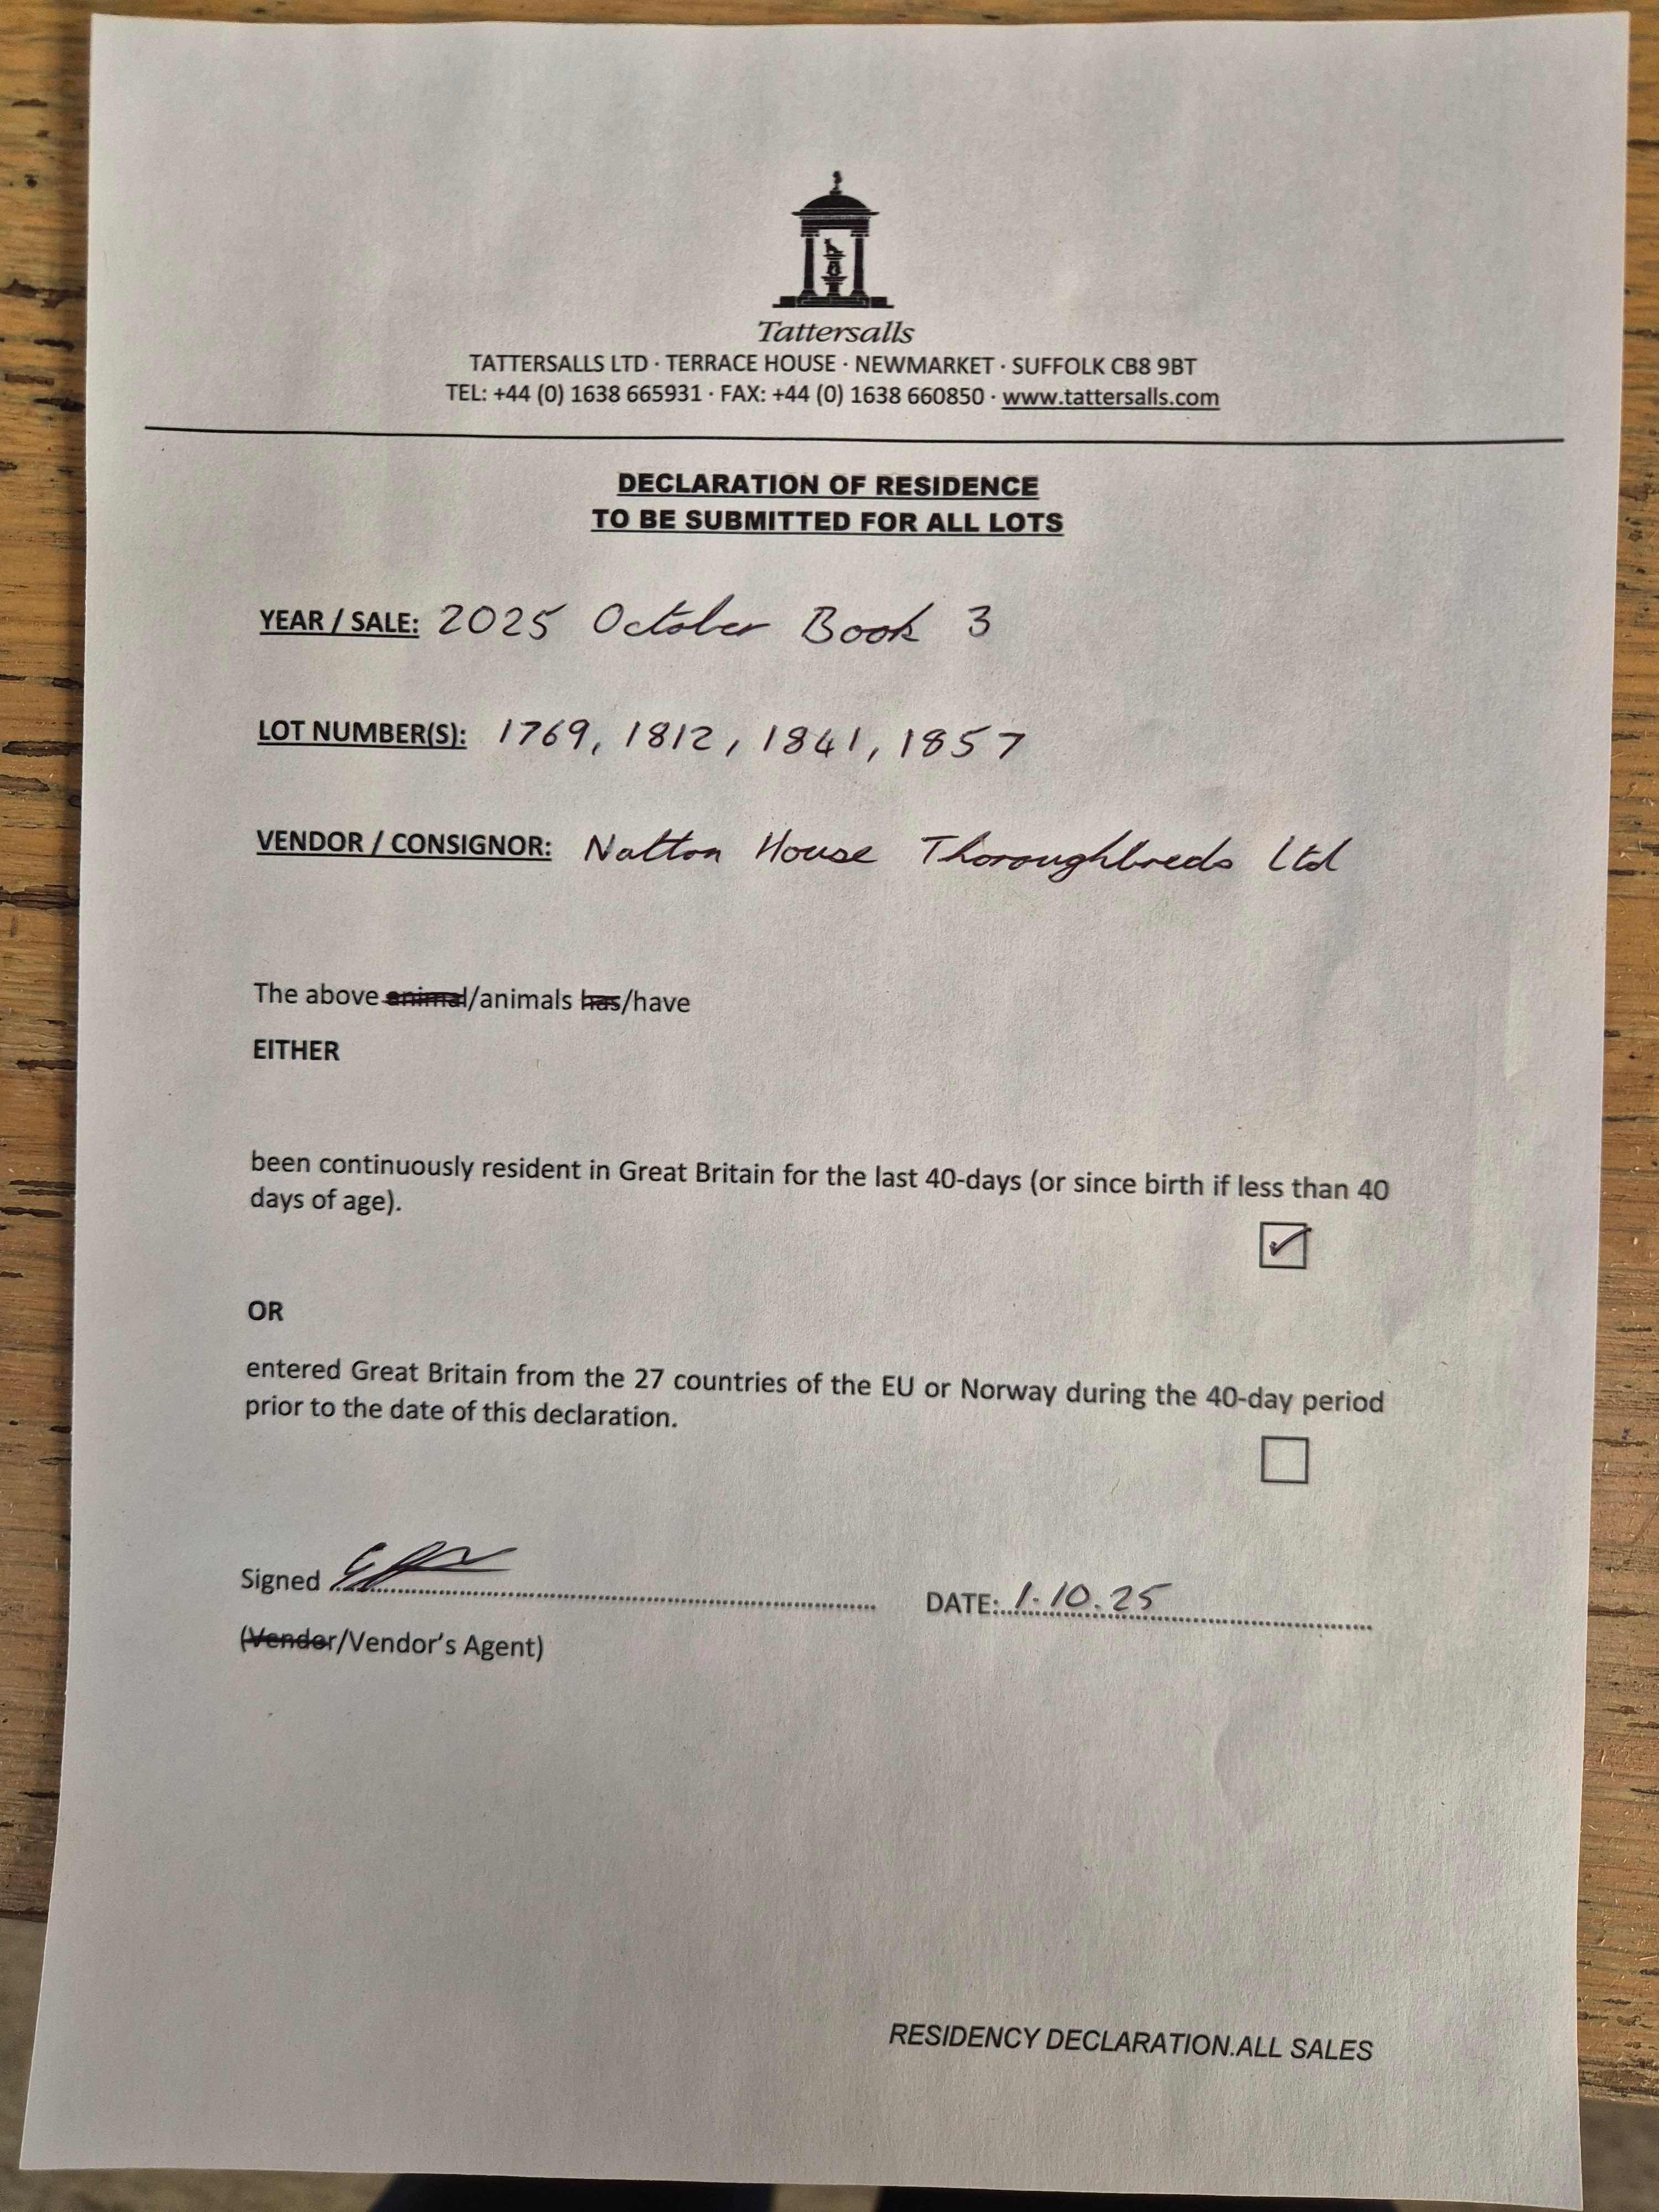 Tattersalls
TATTERSALLS LTD · TERRACE HOUSE · NEWMARKET · SUFFOLK CB8 9BT
TEL: +44 (0) 1638 665931 · FAX: +44 (0) 1638 660850 · www.tattersalls.com
DECLARATION OF RESIDENCE
TO BE SUBMITTED FOR ALL LOTS
YEAR / SALE: 2025 October Book 3
LOT NUMBER(S): 1769, 1812, 1841, 1857
VENDOR / CONSIGNOR: Natton House Thoroughbreds Ltd
The above animal/animals has/have
EITHER
been continuously resident in Great Britain for the last 40-days (or since birth if less than 40
days of age).
OR
entered Great Britain from the 27 countries of the EU or Norway during the 40-day period
prior to the date of this declaration.
Signed DATE: 1.10.25
(Vendor/Vendor's Agent)
RESIDENCY DECLARATION.ALL SALES